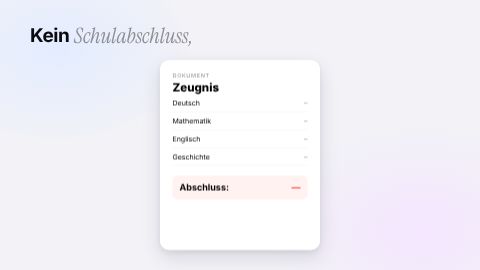 Kein Schulabschluss,
DOKUMENT
Zeugnis
Deutsch –
Mathematik –
Englisch –
Geschichte –
Abschluss: —